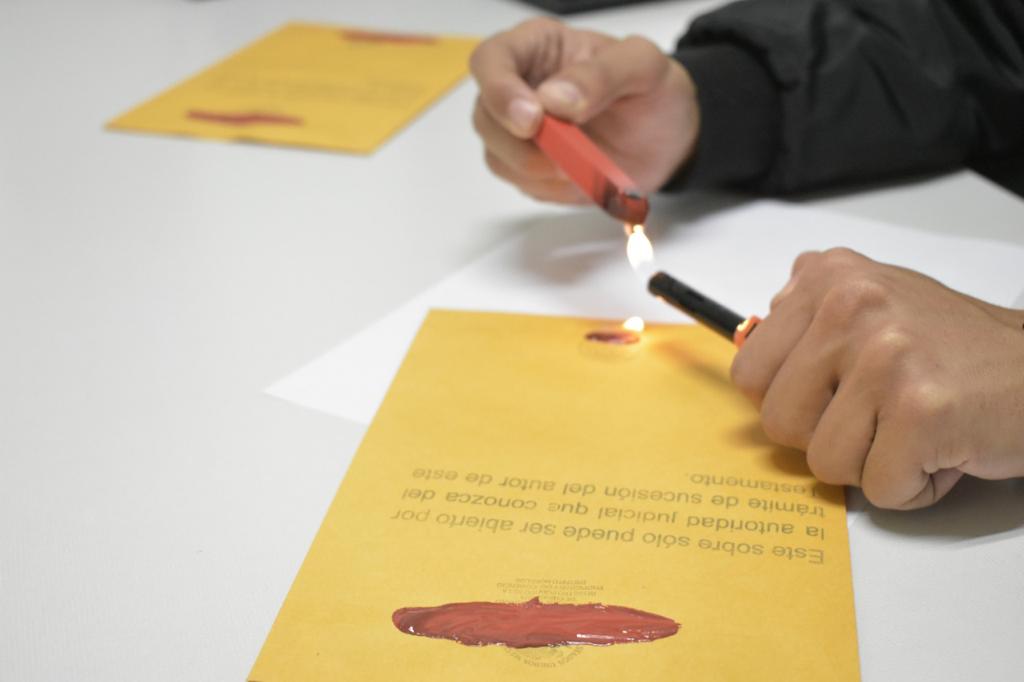 Este sobre sólo puede ser abierto por
la autoridad judicial que conozca del
trámite de sucesión del autor de este
Testamento.